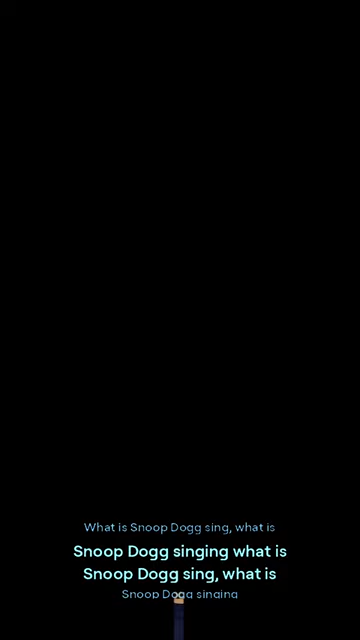 What is Snoop Dogg sing, what is
Snoop Dogg singing what is
Snoop Dogg sing, what is
Snoop Dogg singing